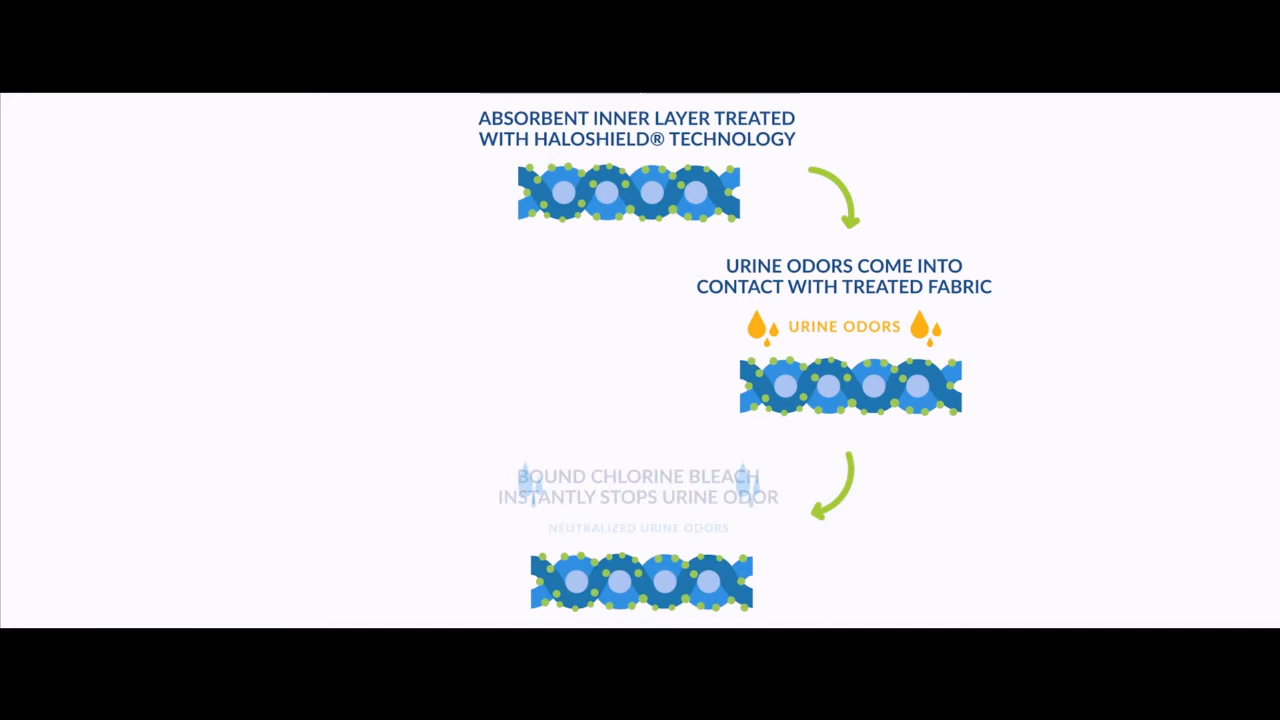 ABSORBENT INNER LAYER TREATED
WITH HALOSHIELD® TECHNOLOGY
URINE ODORS COME INTO
CONTACT WITH TREATED FABRIC
URINE ODORS
BOUND CHLORINE BLEACH
INSTANTLY STOPS URINE ODOR
NEUTRALIZED URINE ODORS